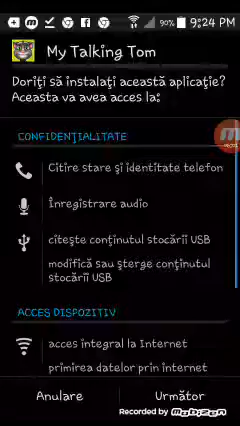 90% 9:24 PM
My Talking Tom
Doriţi să instalaţi această aplicaţie?
Aceasta va avea acces la:
CONFIDENŢIALITATE
Citire stare şi identitate telefon
Înregistrare audio
citeşte conţinutul stocării USB
modifică sau şterge conţinutul
stocării USB
ACCES DISPOZITIV
acces integral la Internet
primirea datelor prin internet
Anulare Următor
Recorded by Mobizen